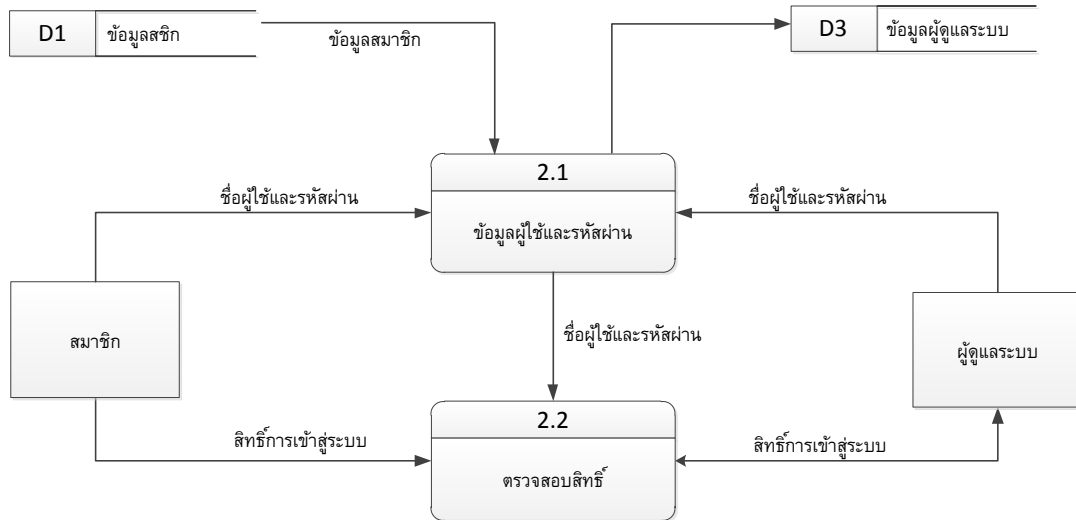 D1 ข้อมูลสชิก
ข้อมูลสมาชิก
D3 ข้อมูลผู้ดูแลระบบ
2.1
ข้อมูลผู้ใช้และรหัสผ่าน
ชื่อผู้ใช้และรหัสผ่าน
ชื่อผู้ใช้และรหัสผ่าน
สมาชิก
ชื่อผู้ใช้และรหัสผ่าน
ผู้ดูแลระบบ
2.2
ตรวจสอบสิทธิ์
สิทธิ์การเข้าสู่ระบบ
สิทธิ์การเข้าสู่ระบบ